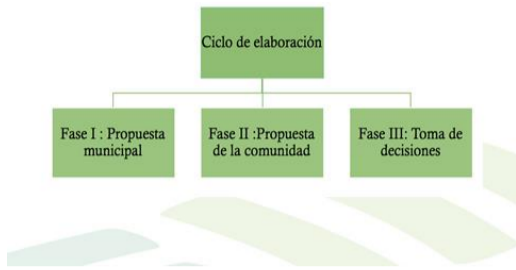 Ciclo de elaboración
Fase I : Propuesta
municipal
Fase II :Propuesta
de la comunidad
Fase III: Toma de
decisiones